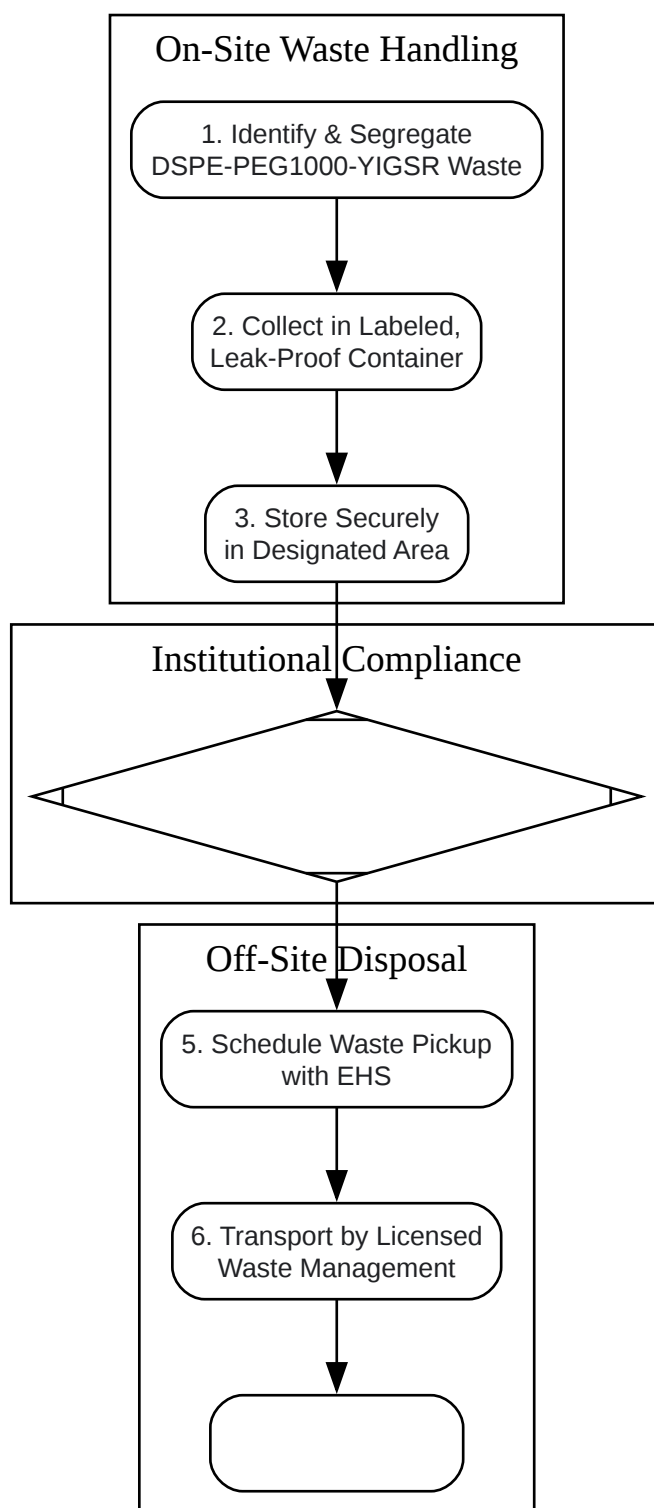 On-Site Waste Handling
1. Identify & Segregate
DSPE-PEG1000-YIGSR Waste
2. Collect in Labeled,
Leak-Proof Container
3. Store Securely
in Designated Area
Institutional Compliance
Off-Site Disposal
5. Schedule Waste Pickup
with EHS
6. Transport by Licensed
Waste Management